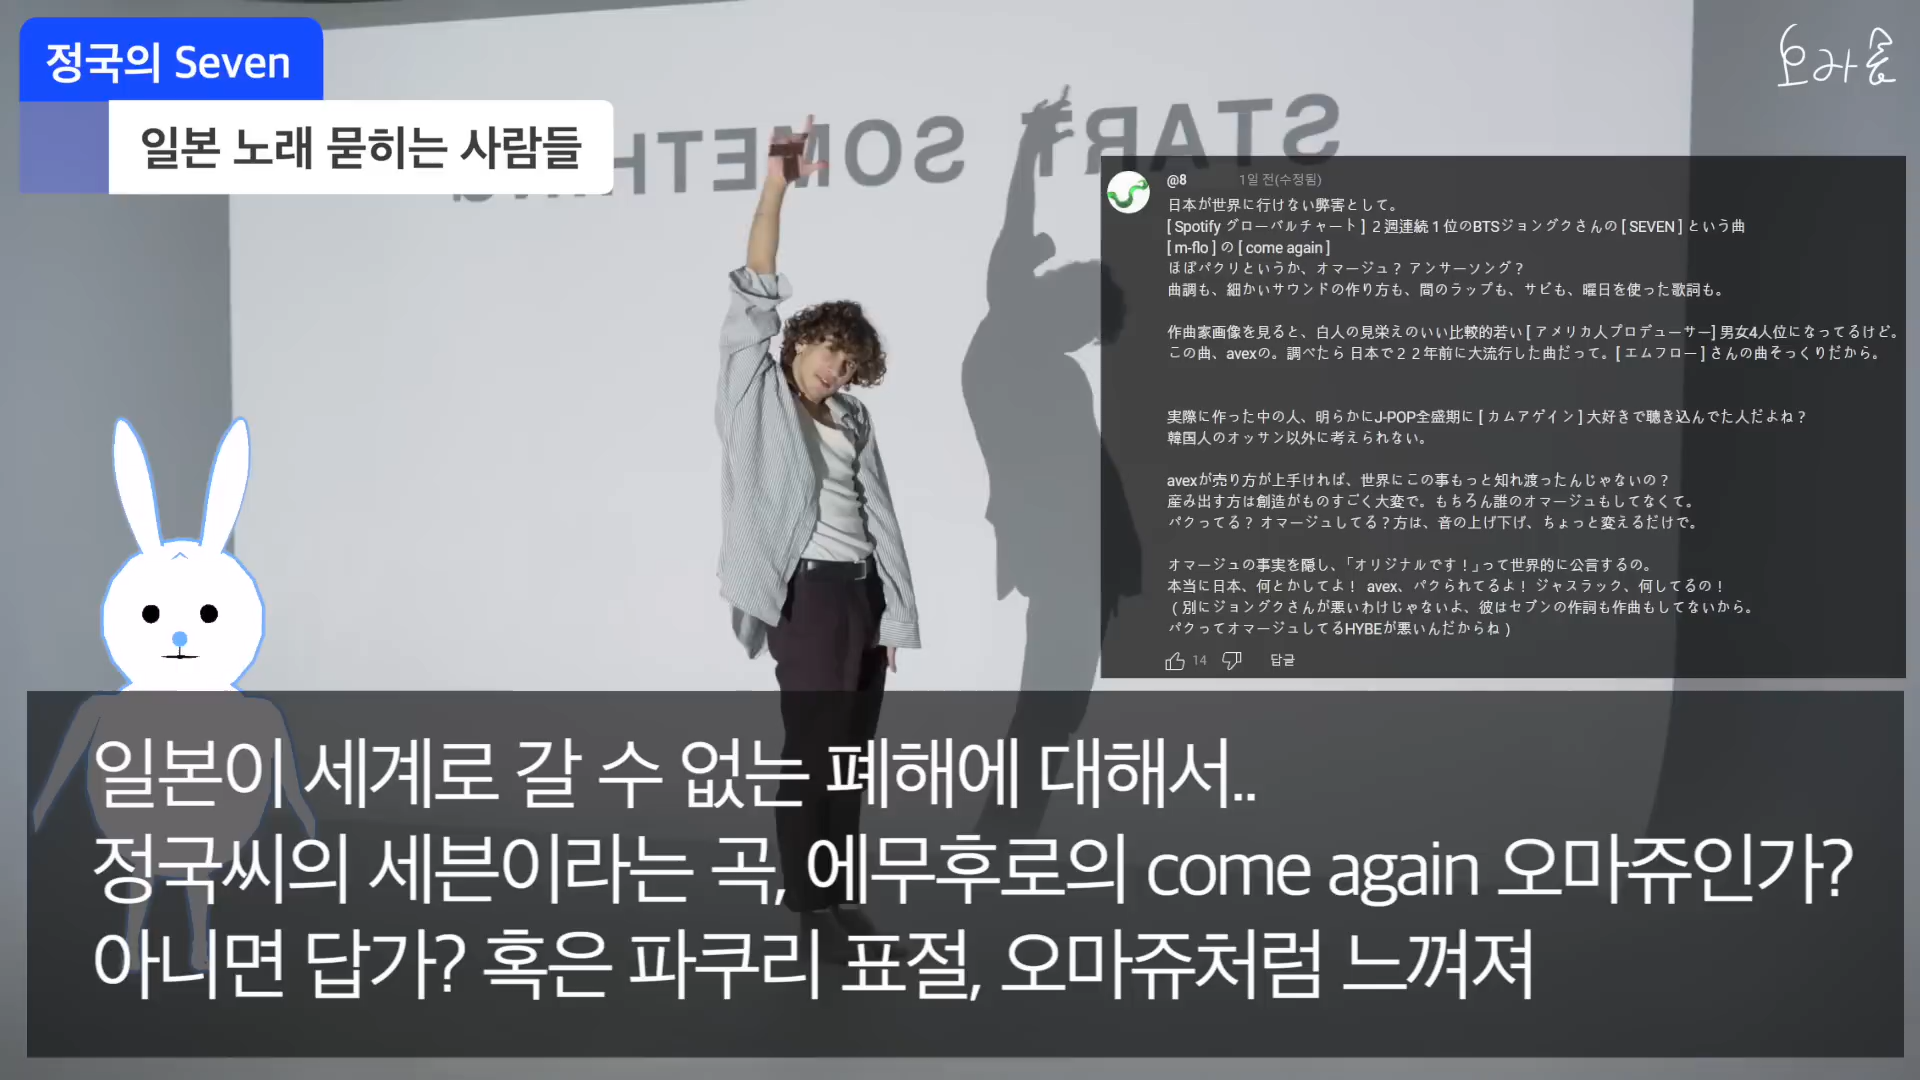 정국의 Seven
일본 노래 묻히는 사람들
오라솜
START SOMETH
@8 1일 전(수정됨)
日本が世界に行けない弊害として。
[ Spotify グローバルチャート ] ２週連続１位のBTSジョングクさんの [ SEVEN ] という曲
[ m-flo ] の [ come again ]
ほぼパクリというか、オマージュ？ アンサーソング？
曲調も、細かいサウンドの作り方も、間のラップも、サビも、曜日を使った歌詞も。
作曲家画像を見ると、白人の見栄えのいい比較的若い [ アメリカ人プロデューサー] 男女4人位になってるけど。
この曲、avexの。調べたら 日本で２２年前に大流行した曲だって。[ エムフロー ] さんの曲そっくりだから。
実際に作った中の人、明らかにJ-POP全盛期に [ カムアゲイン ] 大好きで聴き込んでた人だよね？
韓国人のオッサン以外に考えられない。
avexが売り方が上手ければ、世界にこの事もっと知れ渡ったんじゃないの？
産み出す方は創造がものすごく大変で。もちろん誰のオマージュもしてなくて。
パクってる？ オマージュしてる？方は、音の上げ下げ、ちょっと変えるだけで。
オマージュの事実を隠し、｢オリジナルです！｣って世界的に公言するの。
本当に日本、何とかしてよ！ avex、パクられてるよ！ ジャスラック、何してるの！
（別にジョングクさんが悪いわけじゃないよ、彼はセブンの作詞も作曲もしてないから。
パクってオマージュしてるHYBEが悪いんだからね）
14 답글
일본이 세계로 갈 수 없는 폐해에 대해서..
정국씨의 세븐이라는 곡, 에무후로의 come again 오마쥬인가?
아니면 답가? 혹은 파쿠리 표절, 오마쥬처럼 느껴져